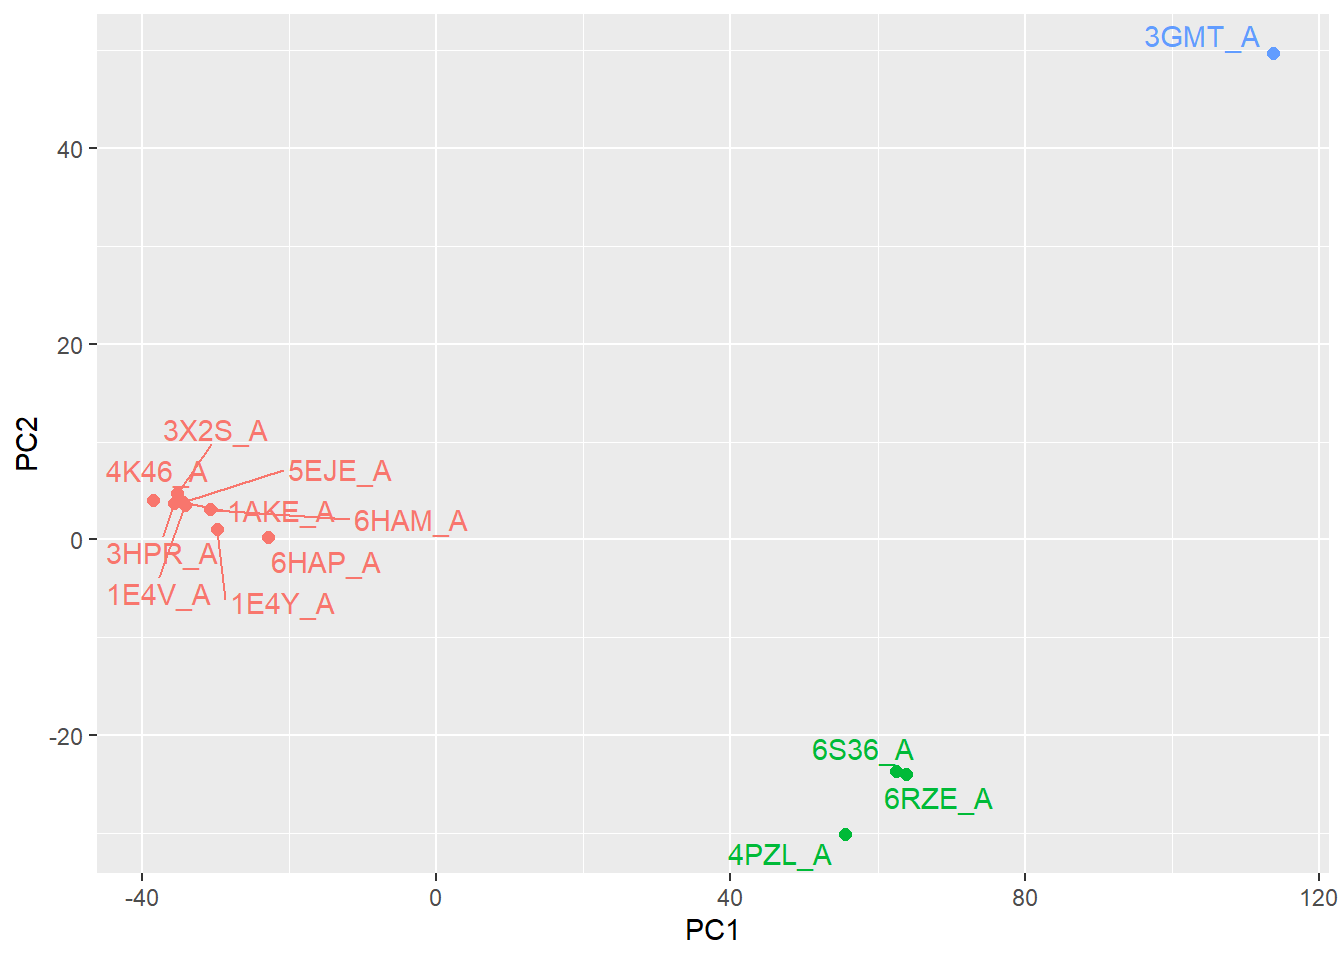 3GMT_A
40
20
PC2
3X2S_A
4K46_A
5EJE_A
1AKE_A
6HAM_A
0
3HPR_A
6HAP_A
1E4V_A
1E4Y_A
-20
6S36_A
6RZE_A
4PZL_A
-40
0
40
80
120
PC1